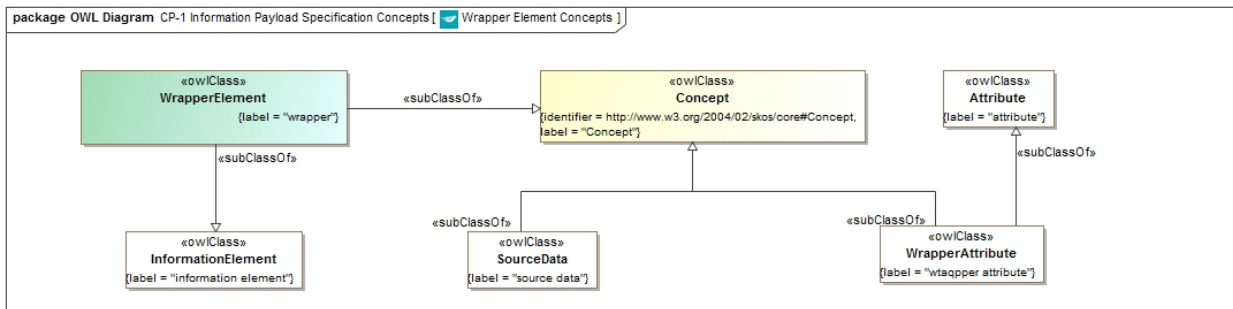 package OWL Diagram CP-1 Information Payload Specification Concepts [ Wrapper Element Concepts ]
«owlClass»
WrapperElement
{label = "wrapper"}
«subClassOf»
«owlClass»
Concept
{identifier = http://www.w3.org/2004/02/skos/core#Concept,
label = "Concept"}
«owlClass»
Attribute
{label = "attribute"}
«subClassOf»
«subClassOf»
«owlClass»
InformationElement
{label = "information element"}
«subClassOf»
«owlClass»
SourceData
{label = "source data"}
«subClassOf»
«owlClass»
WrapperAttribute
{label = "wtaqpper attribute"}